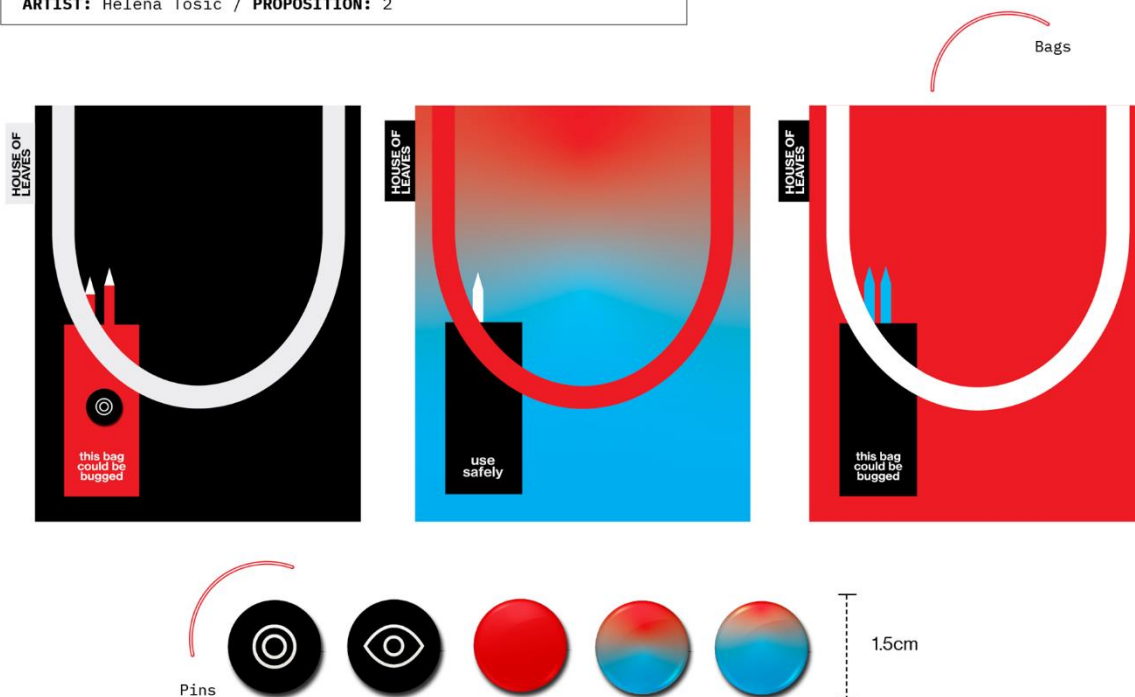 ARTIST: Helena Tosic / PROPOSITION: 2
Bags
HOUSE OF
LEAVES
HOUSE OF
LEAVES
HOUSE OF
LEAVES
this bag
could be
bugged
use
safely
this bag
could be
bugged
1.5cm
Pins